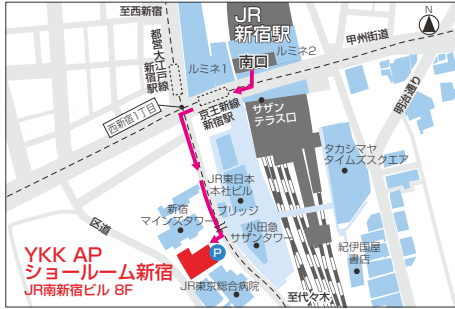 至西新宿
JR
新宿駅
ルミネ2
ルミネ1
南口
甲州街道
N
都営大江戸線
新宿駅
西新宿1丁目
京王新線
新宿駅
サザン
テラス口
明治通り
タカシマヤ
タイムズスクエア
JR東日本
本社ビル
新宿
マインズタワー
ブリッジ
小田急
サザンタワー
区道
紀伊國屋
書店
YKK AP
ショールーム新宿
JR南新宿ビル 8F
P
JR東京総合病院
至代々木